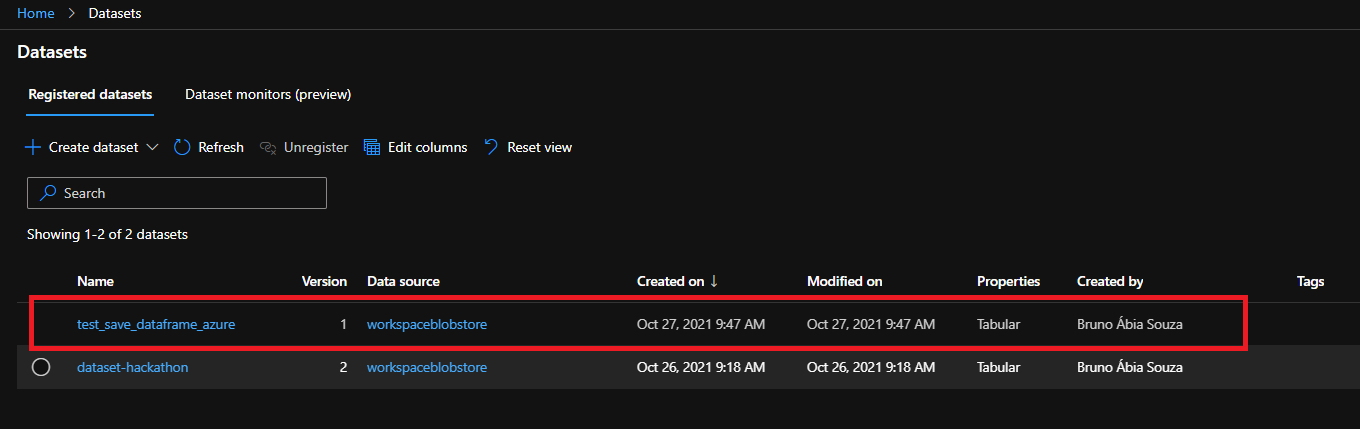 Home > Datasets
Datasets
Registered datasets Dataset monitors (preview)
Create dataset Refresh Unregister Edit columns Reset view
Search
Showing 1-2 of 2 datasets
Name Version Data source Created on ↓ Modified on Properties Created by Tags
test_save_dataframe_azure 1 workspaceblobstore Oct 27, 2021 9:47 AM Oct 27, 2021 9:47 AM Tabular Bruno Ábia Souza
dataset-hackathon 2 workspaceblobstore Oct 26, 2021 9:18 AM Oct 26, 2021 9:18 AM Tabular Bruno Ábia Souza